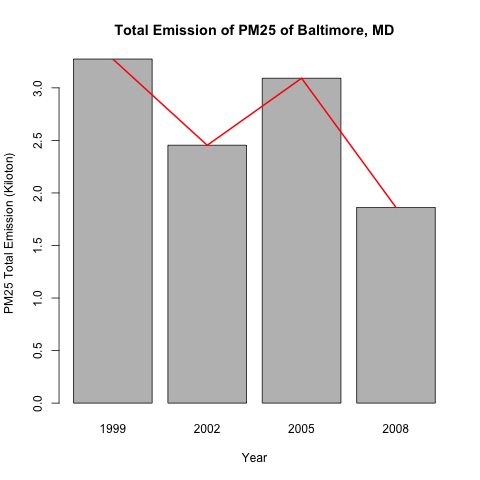 Total Emission of PM25 of Baltimore, MD
PM25 Total Emission (Kiloton)
3.0
2.5
2.0
1.5
1.0
0.5
0.0
1999 2002 2005 2008
Year